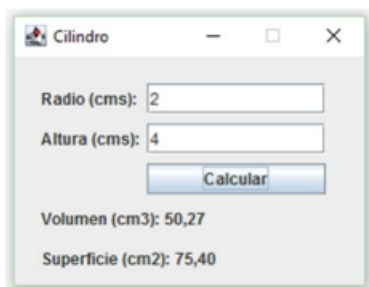 Cilindro
Radio (cms): 2
Altura (cms): 4
Calcular
Volumen (cm3): 50,27
Superficie (cm2): 75,40